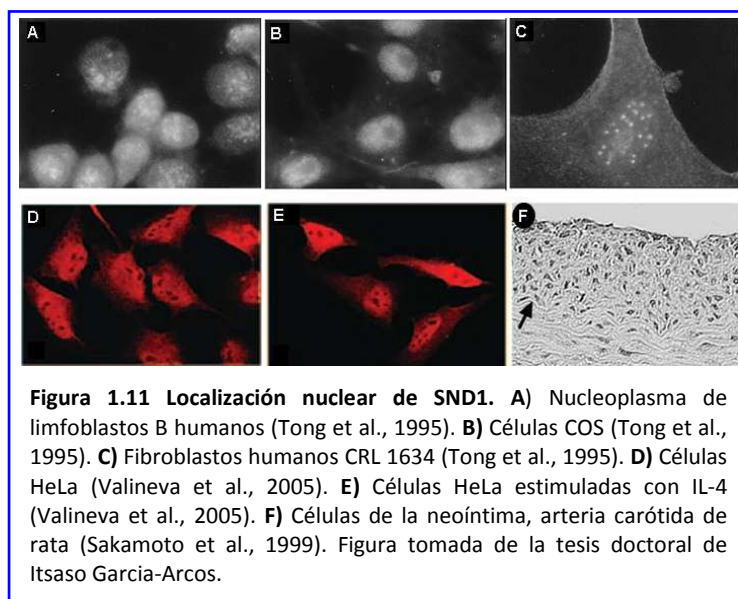 A
B
C
D
E
F
Figura 1.11 Localización nuclear de SND1. A) Nucleoplasma de
limfoblastos B humanos (Tong et al., 1995). B) Células COS (Tong et al.,
1995). C) Fibroblastos humanos CRL 1634 (Tong et al., 1995). D) Células
HeLa (Valineva et al., 2005). E) Células HeLa estimuladas con IL-4
(Valineva et al., 2005). F) Células de la neoíntima, arteria carótida de
rata (Sakamoto et al., 1999). Figura tomada de la tesis doctoral de
Itsaso Garcia-Arcos.